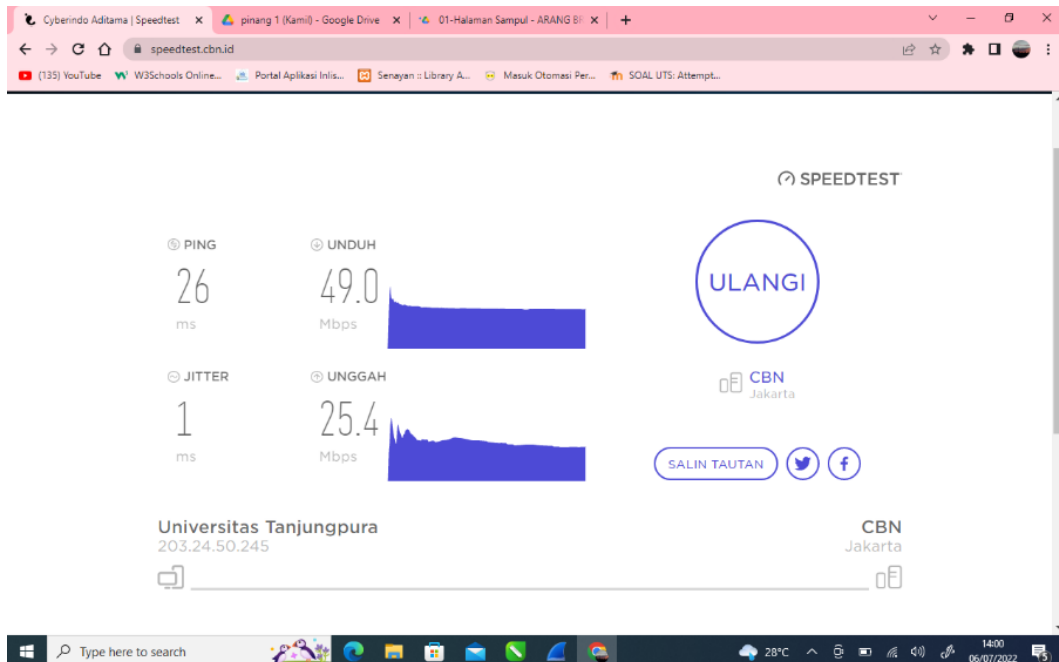 Cyberindo Aditama | Speedtest
pinang 1 (Kamil) - Google Drive
01-Halaman Sampul - ARANG BR
speedtest.cbn.id
(135) YouTube
W3Schools Online...
Portal Aplikasi Inlis...
Senayan :: Library A...
Masuk Otomasi Per...
SOAL UTS: Attempt...
SPEEDTEST
PING
UNDUH
26
49.0
ms
Mbps
ULANGI
JITTER
UNGGAH
CBN
Jakarta
1
25.4
ms
Mbps
SALIN TAUTAN
Universitas Tanjungpura
CBN
203.24.50.245
Jakarta
Type here to search
28°C
14:00
06/07/2022
5